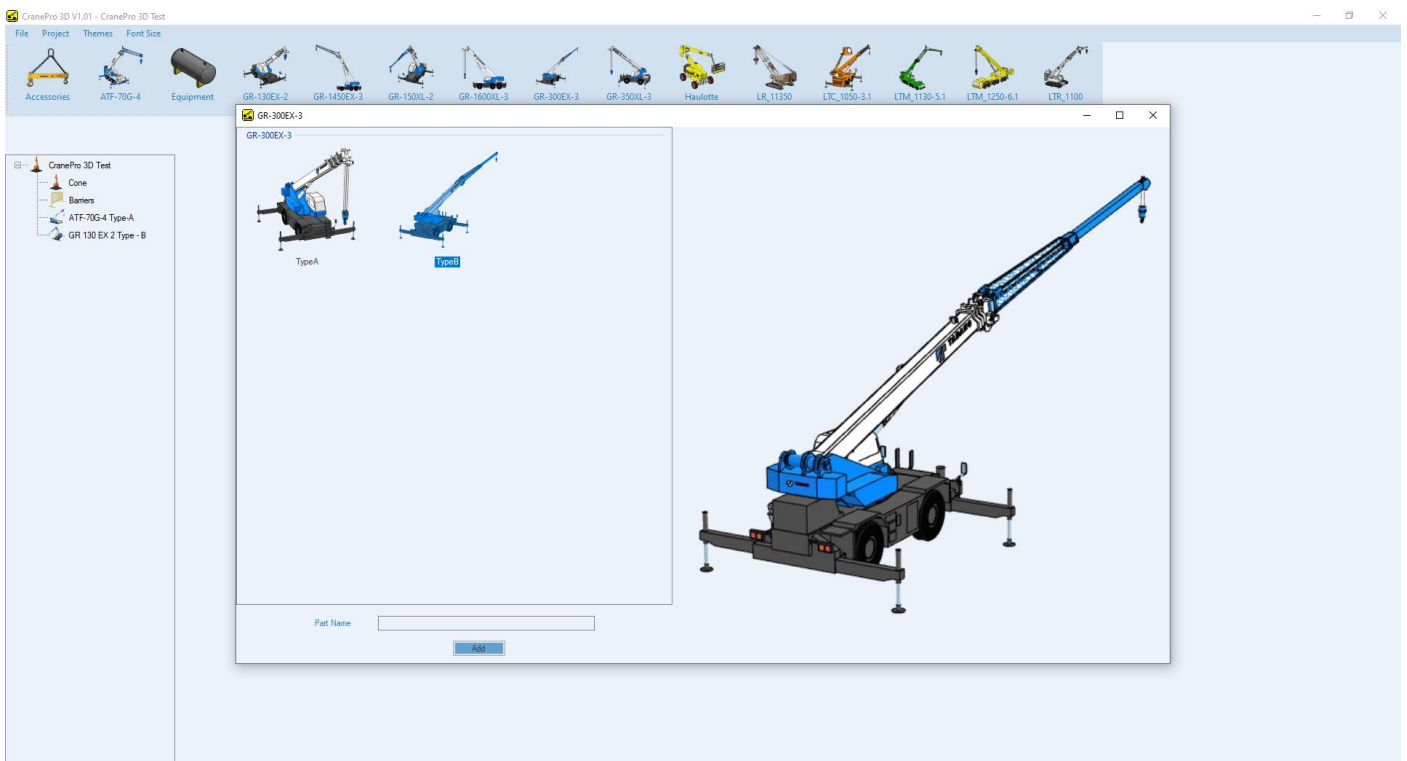 CranePro 3D V1.01 - CranePro 3D Test
File Project Themes Font Size
Accessories ATF-70G-4 Equipment GR-130EX-2 GR-1450EX-3 GR-150XL-2 GR-1600XL-3 GR-300EX-3 GR-350XL-3 Haulotte LR_11350 LTC_1050-3.1 LTM_1130-5.1 LTM_1250-6.1 LTR_1100
GR-300EX-3
GR-300EX-3
CranePro 3D Test
Cone
Barriers
ATF-70G-4 Type-A
GR 130 EX 2 Type - B
TypeA TypeB
TADANO
Part Name
Add